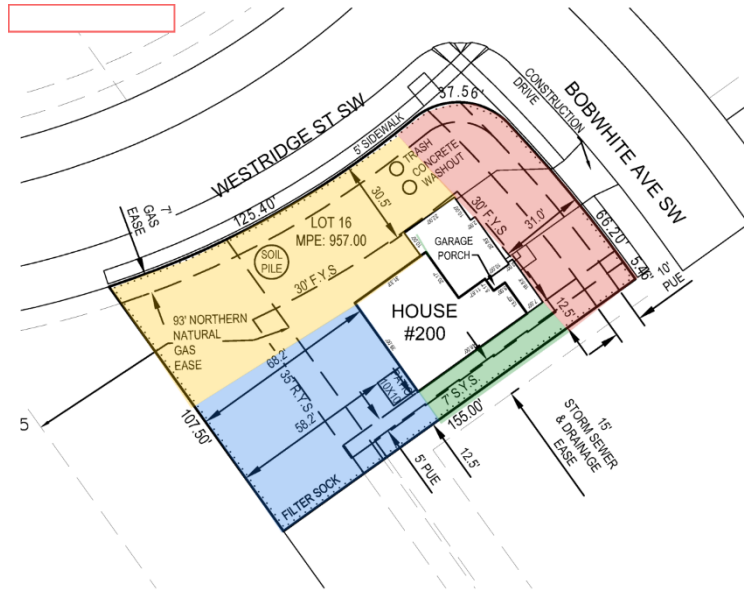 WESTRIDGE ST SW
BOBWHITE AVE SW
CONSTRUCTION
DRIVE
37.56'
5' SIDEWALK
TRASH
CONCRETE
WASHOUT
7'
GAS
EASE
125.40'
30.5'
LOT 16
MPE: 957.00
SOIL
PILE
30' F.Y.S
30' F.Y.S
31.0'
66.20'
5.46'
10'
PUE
GARAGE
PORCH
HOUSE
#200
12.5'
93' NORTHERN
NATURAL
GAS
EASE
68.2'
35' R.Y.S
PATIO
10X10
7' S.Y.S.
155.00'
107.50'
58.2'
15'
STORM SEWER
& DRAINAGE
EASE
5' PUE
12.5'
FILTER SOCK
5